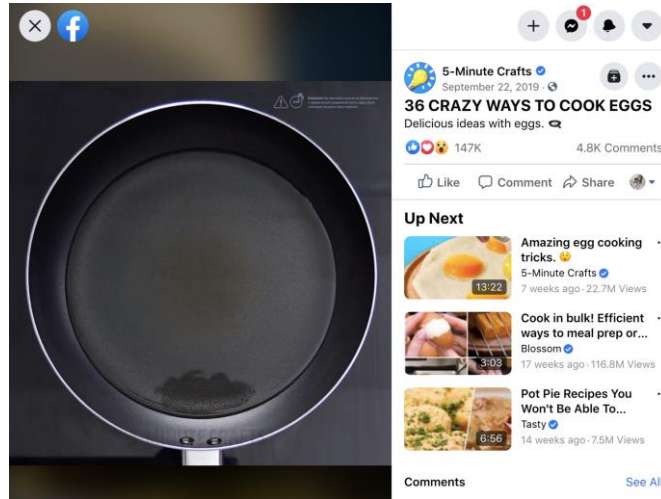 1
5-Minute Crafts
September 22, 2019 ·
36 CRAZY WAYS TO COOK EGGS
Delicious ideas with eggs.
147K
4.8K Comments
Like
Comment
Share
Up Next
Amazing egg cooking
tricks.
5-Minute Crafts
7 weeks ago · 22.7M Views
13:22
Cook in bulk! Efficient
ways to meal prep or...
Blossom
17 weeks ago · 116.8M Views
3:03
Pot Pie Recipes You
Won't Be Able To...
Tasty
14 weeks ago · 7.5M Views
6:56
Comments
See All